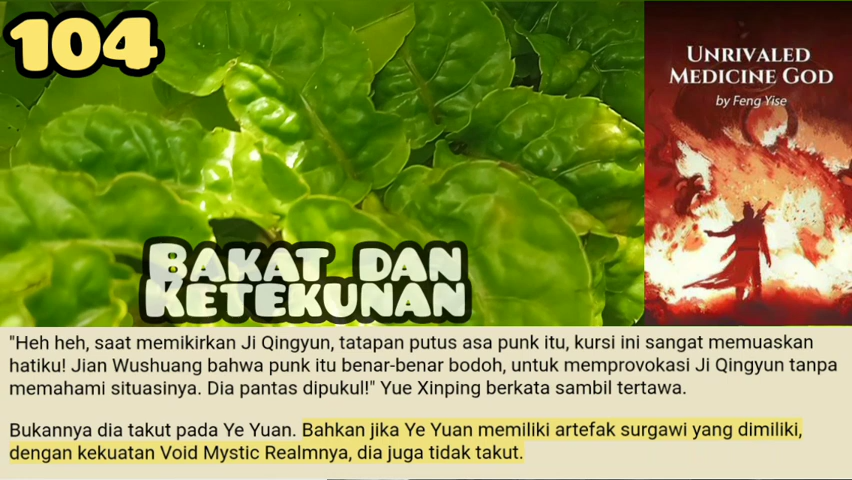 104
UNRIVALED
MEDICINE GOD
by Feng Yise
BAKAT DAN
KETEKUNAN
"Heh heh, saat memikirkan Ji Qingyun, tatapan putus asa punk itu, kursi ini sangat memuaskan
hatiku! Jian Wushuang bahwa punk itu benar-benar bodoh, untuk memprovokasi Ji Qingyun tanpa
memahami situasinya. Dia pantas dipukul!" Yue Xinping berkata sambil tertawa.
Bukannya dia takut pada Ye Yuan. Bahkan jika Ye Yuan memiliki artefak surgawi yang dimiliki,
dengan kekuatan Void Mystic Realmnya, dia juga tidak takut.